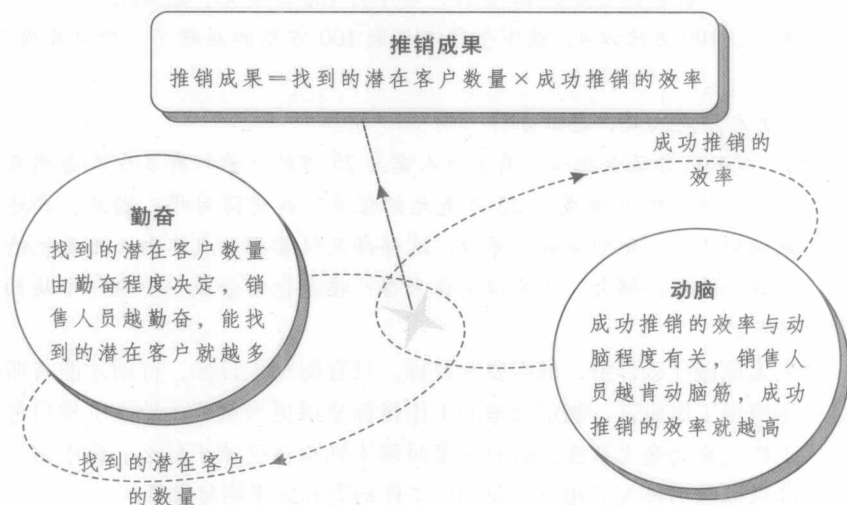 推销成果
推销成果＝找到的潜在客户数量×成功推销的效率
成功推销的
效率
勤奋
找到的潜在客户数量
由勤奋程度决定。销
售人员越勤奋，能找
到的潜在客户就越多
动脑
成功推销的效率与动
脑程度有关。销售人
员越肯动脑筋，成功
推销的效率就越高
找到的潜在客户
的数量